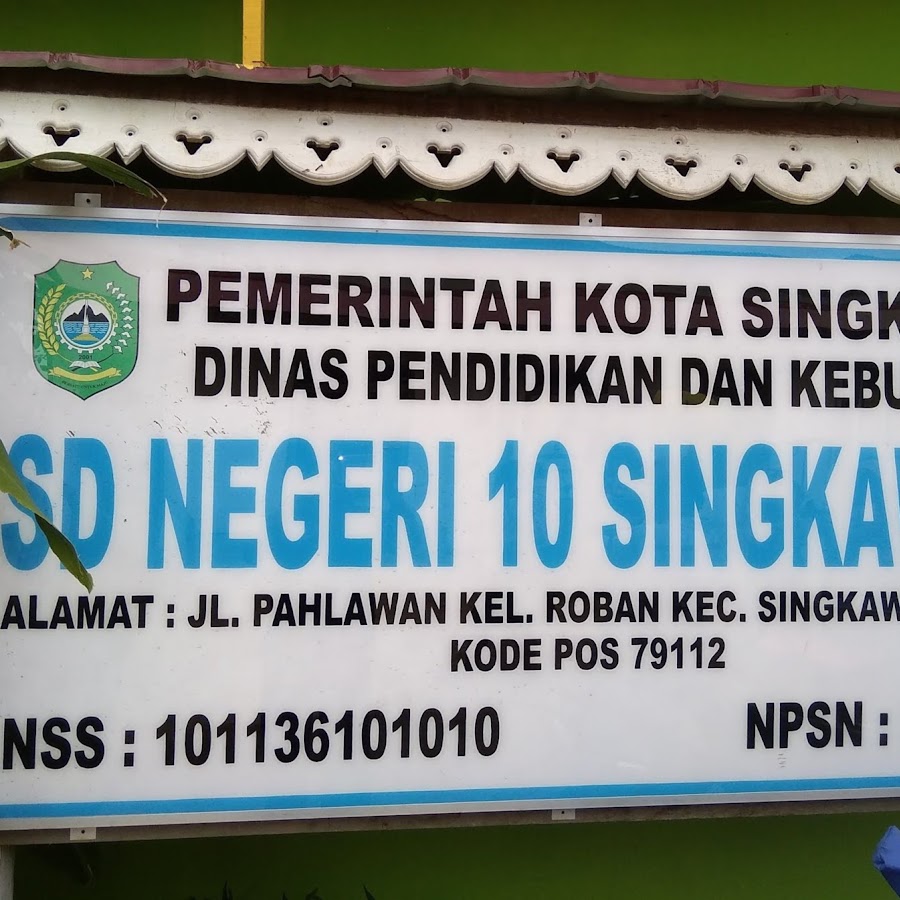 PEMERINTAH KOTA SINGK
DINAS PENDIDIKAN DAN KEBU
SD NEGERI 10 SINGKAW
ALAMAT : JL. PAHLAWAN KEL. ROBAN KEC. SINGKAW
KODE POS 79112
NSS : 101136101010
NPSN :
2001